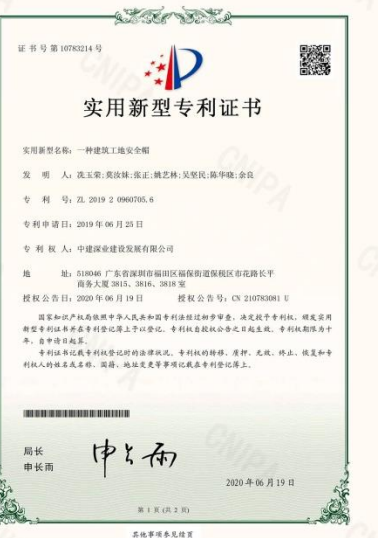 证书号第10783214号
实用新型专利证书
实用新型名称：一种建筑工地安全帽
发 明 人：冼玉荣;莫汝妹;张正;姚艺林;吴坚民;陈华晓;余良
专 利 号：ZL 2019 2 0960705.6
专利申请日：2019年06月25日
专 利 权 人：中建深业建设发展有限公司
地 址：518046 广东省深圳市福田区福保街道福保税区市花路长平
商务大厦3815、3816、3818室
授权公告日：2020年06月19日 授权公告号：CN 210783081 U
国家知识产权局依照中华人民共和国专利法经过初步审查，决定授予专利权，颁发实用
新型专利证书并在专利登记簿上予以登记。专利权自授权公告之日起生效。专利权期限为十
年，自申请日起算。
专利证书记载专利权登记时的法律状况。专利权的转移、质押、无效、终止、恢复和专
利权人的姓名或名称、国籍、地址变更等事项记载在专利登记簿上。
局长
申长雨
申长雨
2020年06月19日
第 1 页 (共 2 页)
其他事项参见续页
CNIPA
CNIPA
CNIPA